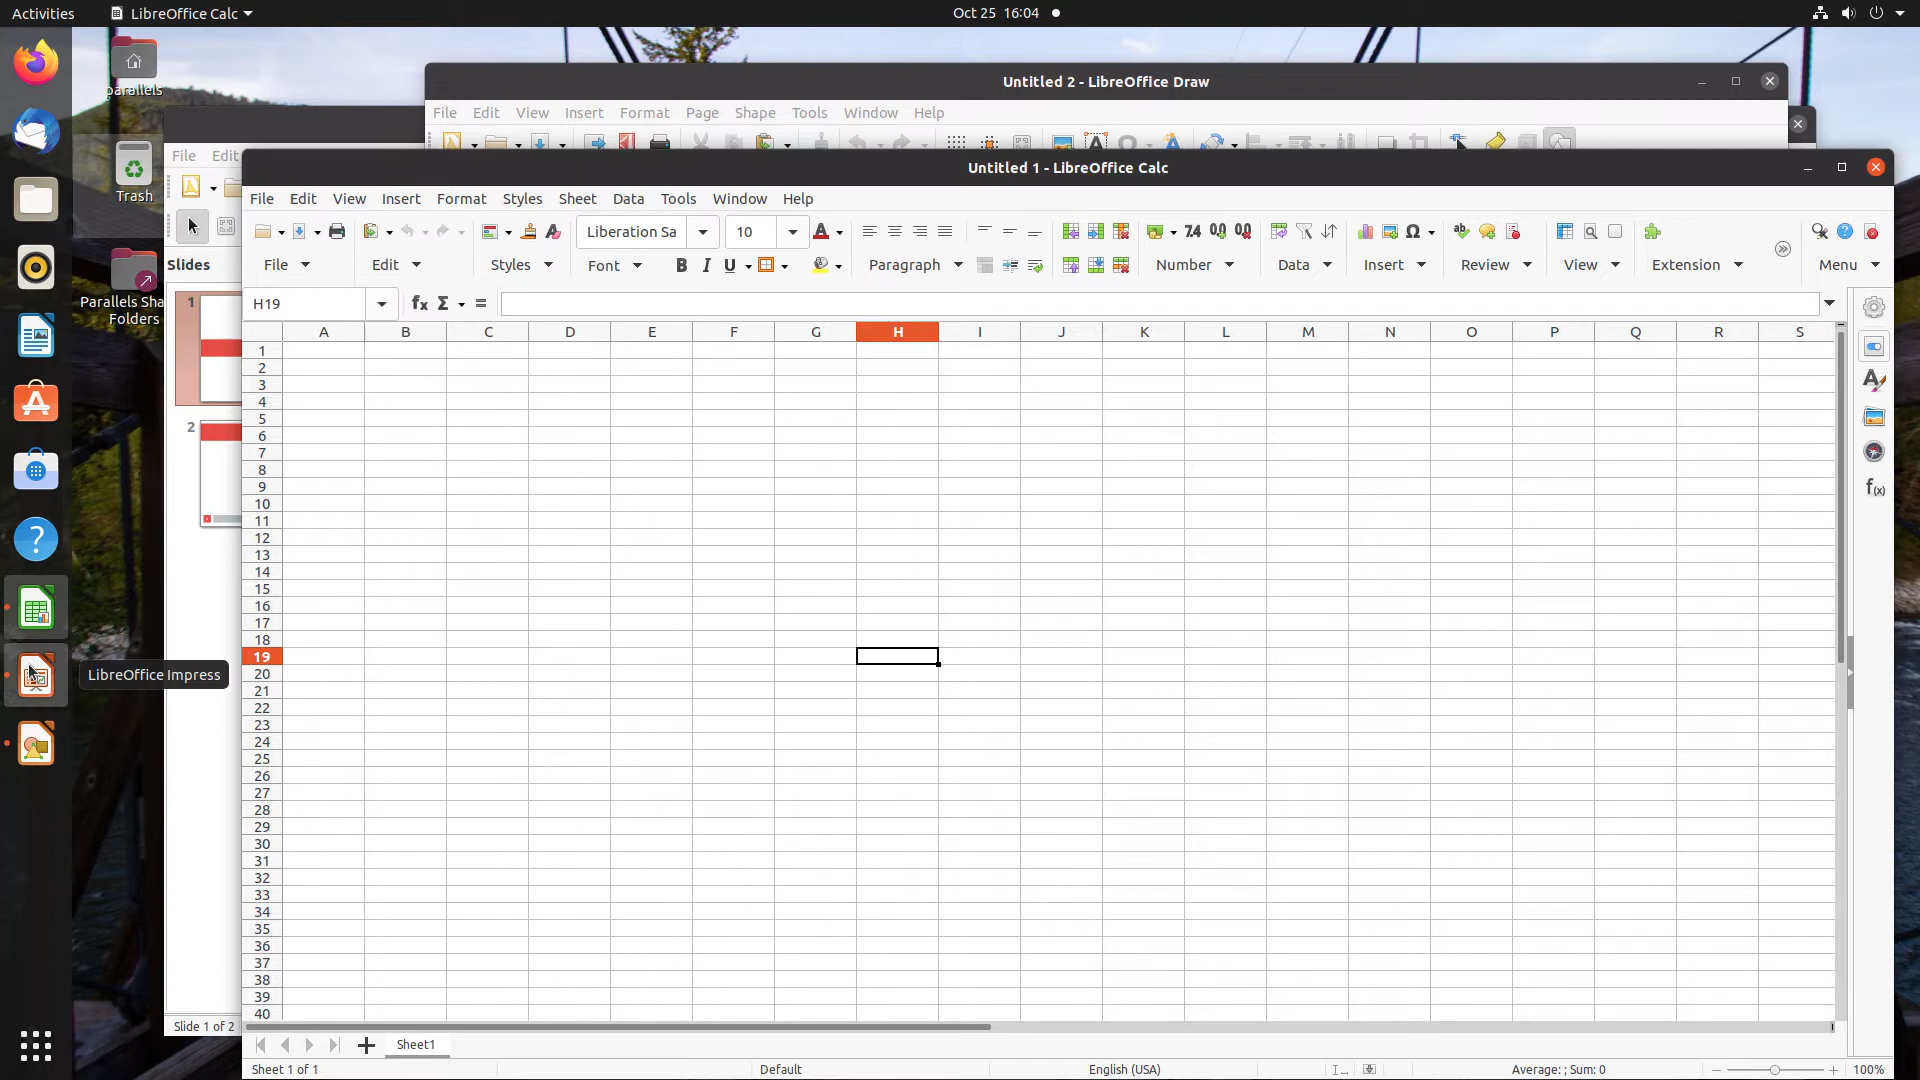 Activities
LibreOffice Calc
Oct 25 16:04
parallels
Trash
Parallels Sha
Folders
Untitled 2 - LibreOffice Draw
File Edit View Insert Format Page Shape Tools Window Help
File Edit
Slides
1
2
Slide 1 of 2
Untitled 1 - LibreOffice Calc
File Edit View Insert Format Styles Sheet Data Tools Window Help
Liberation Sa 10
File Edit Styles Font B I U Paragraph Number Data Insert Review View Extension Menu
H19
A B C D E F G H I J K L M N O P Q R S
1
2
3
4
5
6
7
8
9
10
11
12
13
14
15
16
17
18
19
20
21
22
23
24
25
26
27
28
29
30
31
32
33
34
35
36
37
38
39
40
LibreOffice Impress
Sheet1
Sheet 1 of 1 Default English (USA) Average: ; Sum: 0 100%